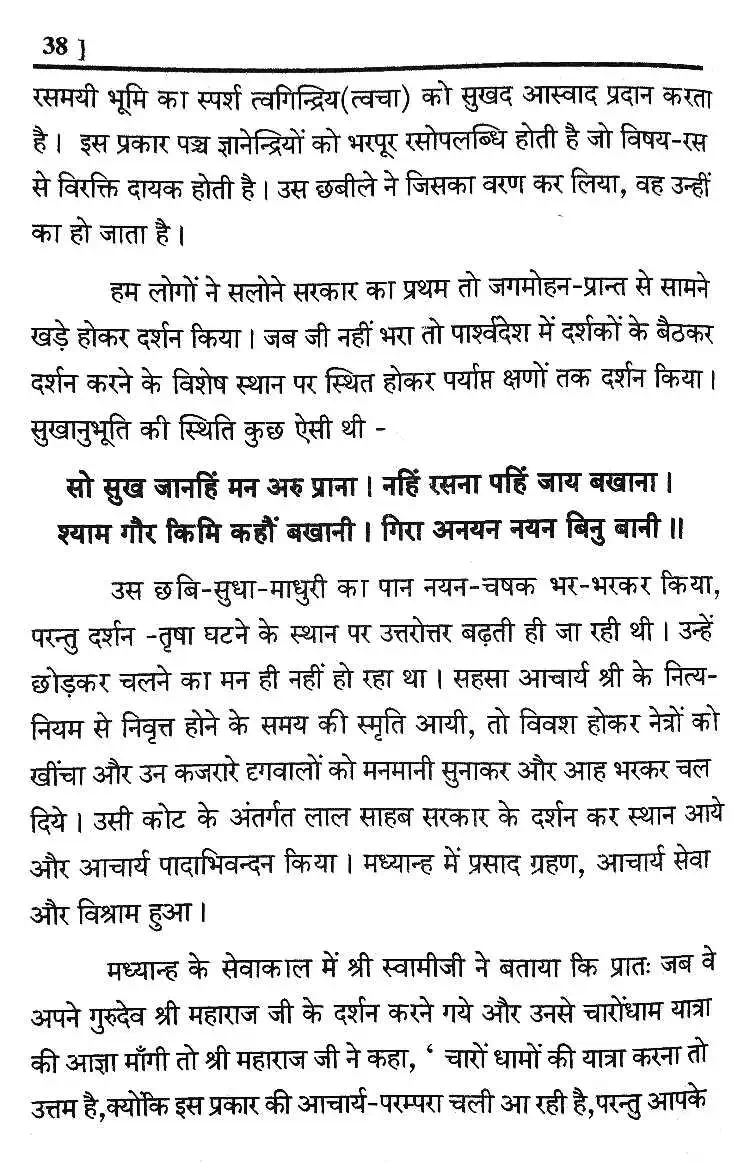 38 ]
रसमयी भूमि का स्पर्श त्वगिन्द्रिय(त्वचा) को सुखद आस्वाद प्रदान करता
है। इस प्रकार पञ्च ज्ञानेन्द्रियों को भरपूर रसोपलब्धि होती है जो विषय-रस
से विरक्ति दायक होती है। उस छबीले ने जिसका वरण कर लिया, वह उन्हीं
का हो जाता है।
हम लोगों ने सलोने सरकार का प्रथम तो जगमोहन-प्रान्त से सामने
खड़े होकर दर्शन किया। जब जी नहीं भरा तो पार्श्वदेश में दर्शकों के बैठकर
दर्शन करने के विशेष स्थान पर स्थित होकर पर्याप्त क्षणों तक दर्शन किया।
सुखानुभूति की स्थिति कुछ ऐसी थी -
सो सुख जानहिं मन अरु प्राना। नहिं रसना पहिं जाय बखाना।
श्याम गौर किमि कहौं बखानी। गिरा अनयन नयन बिनु बानी॥
उस छबि-सुधा-माधुरी का पान नयन-चषक भर-भरकर किया,
परन्तु दर्शन -तृषा घटने के स्थान पर उत्तरोत्तर बढ़ती ही जा रही थी। उन्हें
छोड़कर चलने का मन ही नहीं हो रहा था। सहसा आचार्य श्री के नित्य-
नियम से निवृत्त होने के समय की स्मृति आयी, तो विवश होकर नेत्रों को
खींचा और उन कजरारे दृगवालों को मनमानी सुनाकर और आह भरकर चल
दिये। उसी कोट के अंतर्गत लाल साहब सरकार के दर्शन कर स्थान आये
और आचार्य पादाभिवन्दन किया। मध्यान्ह में प्रसाद ग्रहण, आचार्य सेवा
और विश्राम हुआ।
मध्यान्ह के सेवाकाल में श्री स्वामीजी ने बताया कि प्रातः जब वे
अपने गुरुदेव श्री महाराज जी के दर्शन करने गये और उनसे चारोंधाम यात्रा
की आज्ञा माँगी तो श्री महाराज जी ने कहा, ‘ चारों धामों की यात्रा करना तो
उत्तम है,क्योंकि इस प्रकार की आचार्य-परम्परा चली आ रही है,परन्तु आपके